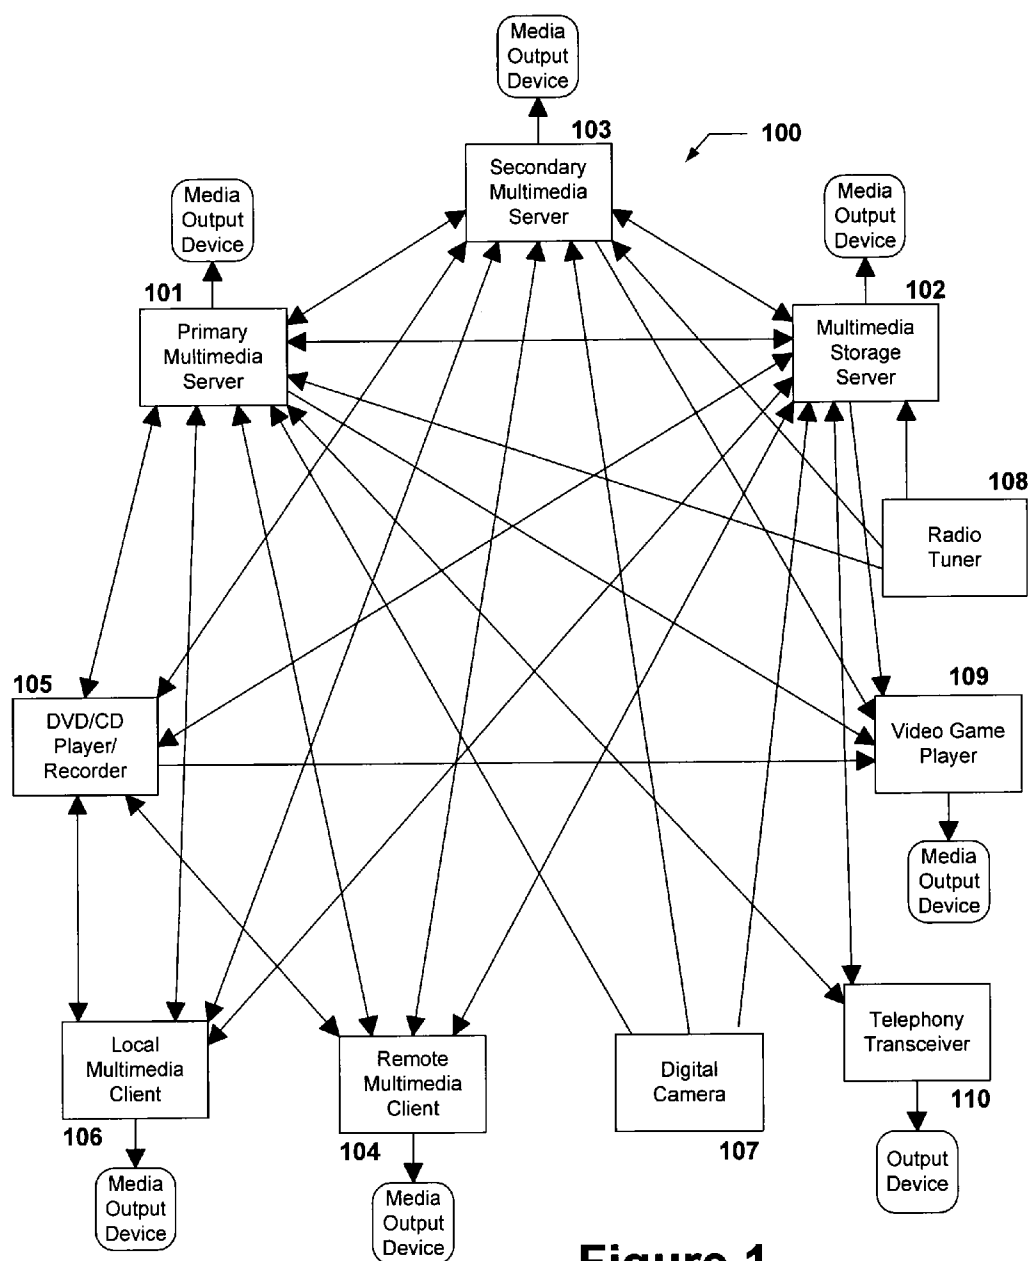 Media
Output
Device
103
100
Secondary
Multimedia
Server
Media
Output
Device
Media
Output
Device
101
102
Primary
Multimedia
Server
Multimedia
Storage
Server
108
Radio
Tuner
105
109
DVD/CD
Player/
Recorder
Video Game
Player
Media
Output
Device
Local
Multimedia
Client
Remote
Multimedia
Client
Digital
Camera
Telephony
Transceiver
106
104
107
110
Media
Output
Device
Media
Output
Device
Output
Device
Figure 1